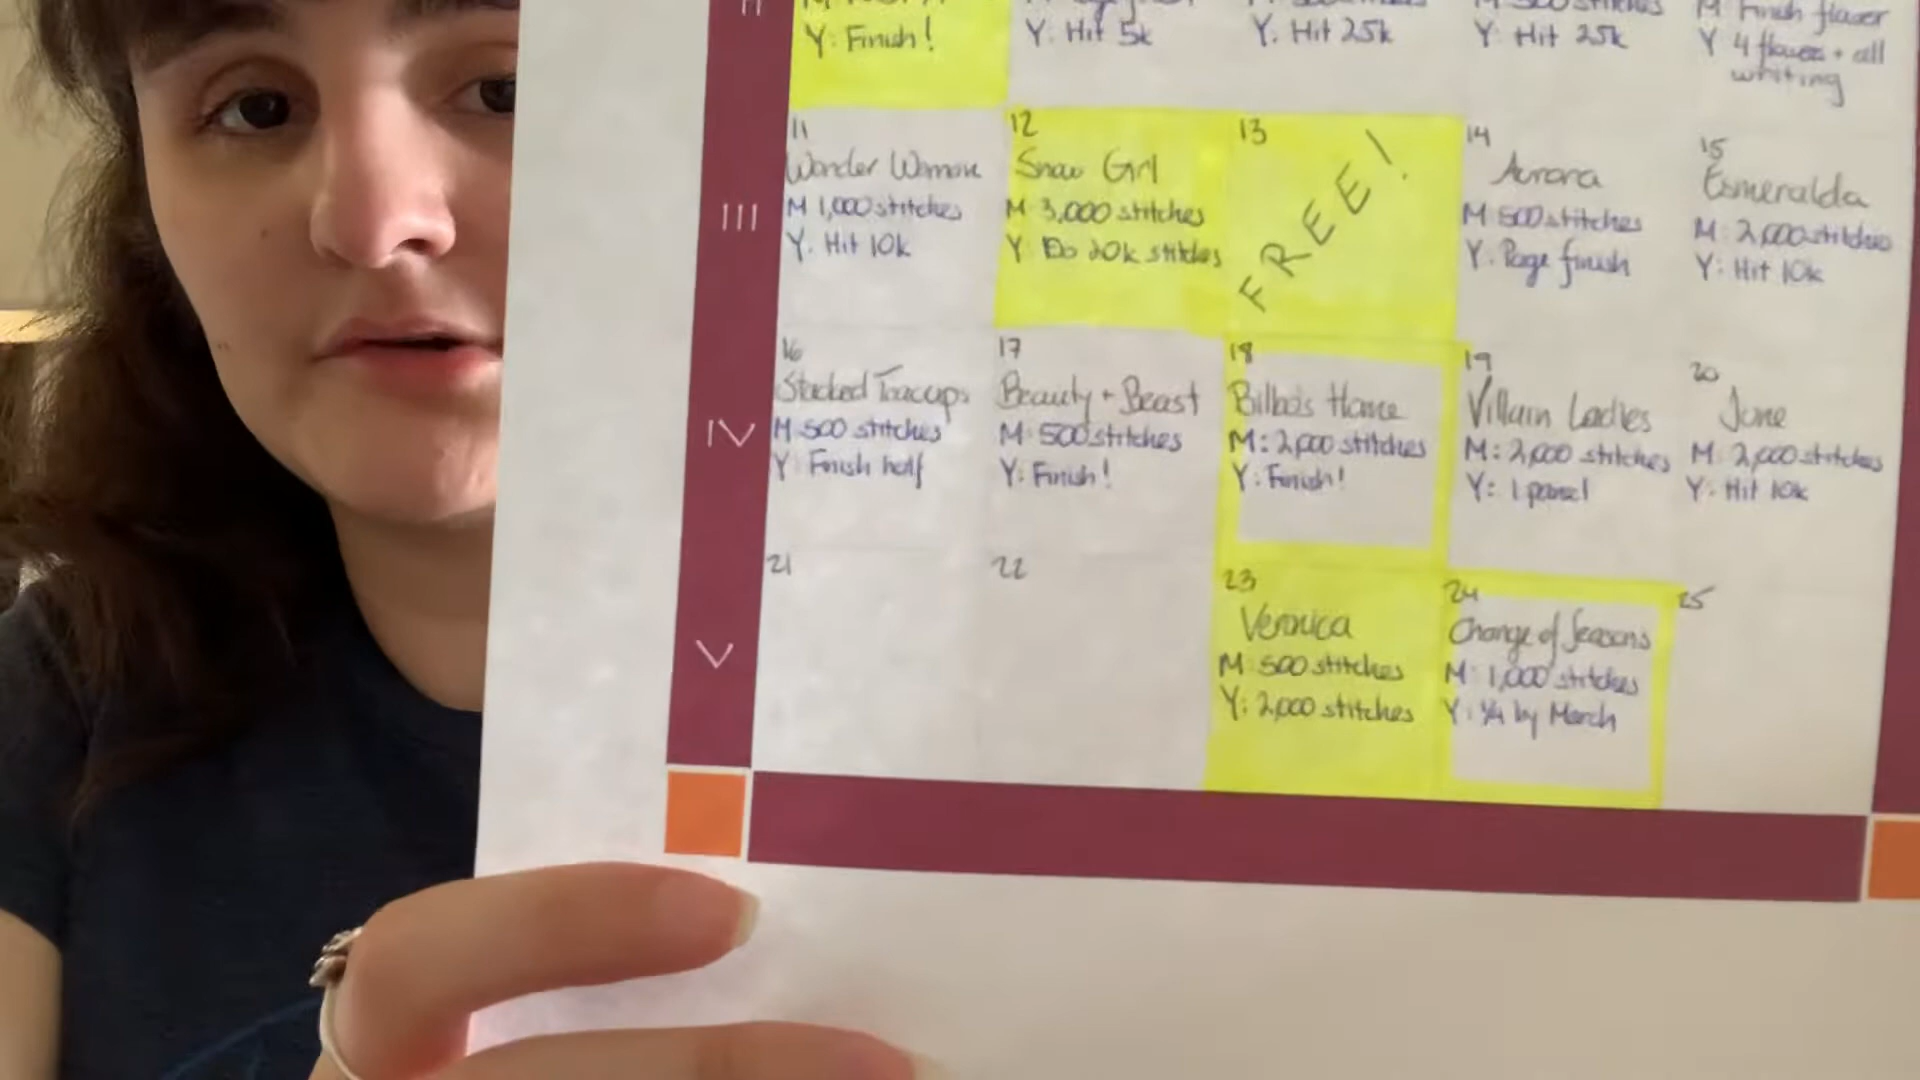 II
Y: Finish!
Y: Hit 5k
Y: Hit 25k
Y: Hit 25k
M Finish flower
Y 4 flowers + all
writing
III
11
Wonder Woman
M 1,000 stitches
Y. Hit 10k
12
Snow Girl
M 3,000 stitches
Y Do 20k stitches
13
FREE!
14
Aurora
M 500 stitches
Y. Page finish
15
Esmeralda
M. 2,000 stitches
Y: Hit 10k
IV
16
Stacked Teacups
M 500 stitches
Y Finish half
17
Beauty + Beast
M: 500 stitches
Y: Finish!
18
Bilbo's Home
M: 2,000 stitches
Y: Finish!
19
Villain Ladies
M: 2,000 stitches
Y: 1 panel
20
June
M. 2,000 stitches
Y. Hit 10k
V
21
22
23
Veronica
M 500 stitches
Y: 2,000 stitches
24
Change of Seasons
M: 1,000 stitches
Y: 1/4 by March
25